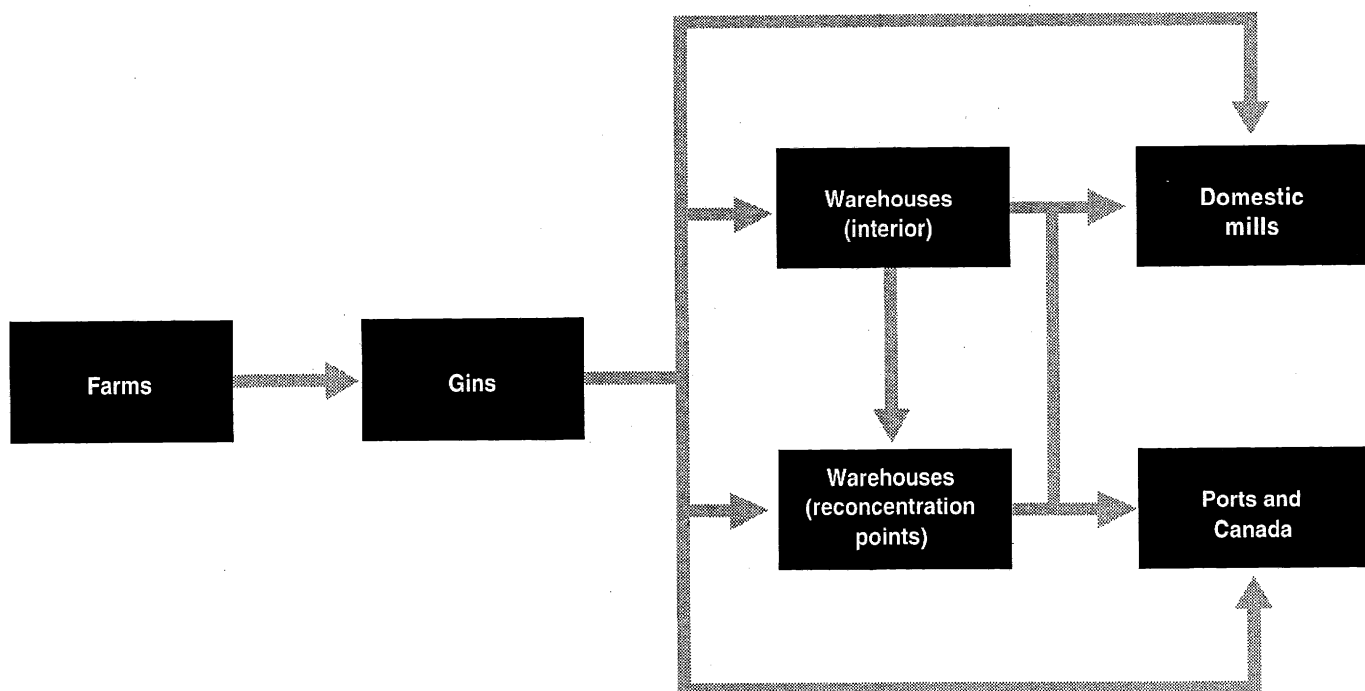 Farms
Gins
Warehouses
(interior)
Warehouses
(reconcentration
points)
Domestic
mills
Ports and
Canada